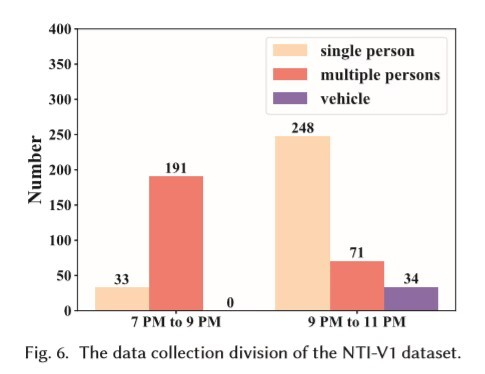 400
350
300
250
200
150
100
50
0
Number
single person
multiple persons
vehicle
33
191
0
248
71
34
7 PM to 9 PM
9 PM to 11 PM
Fig. 6. The data collection division of the NTI-V1 dataset.